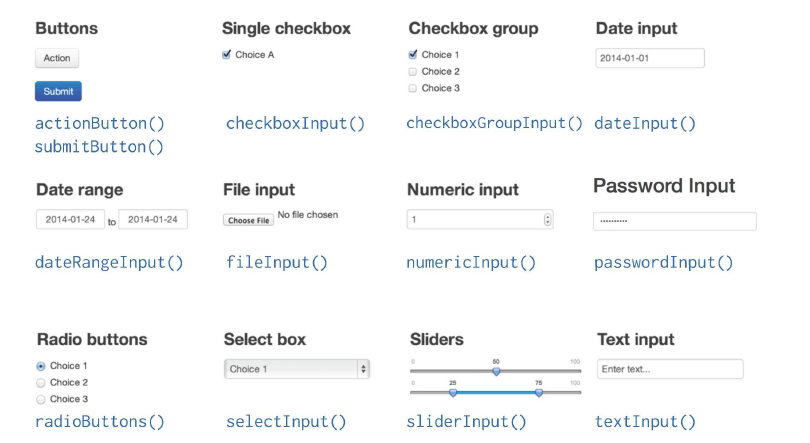 Buttons
Action
Submit
actionButton()
submitButton()
Single checkbox
Choice A
checkboxInput()
Checkbox group
Choice 1
Choice 2
Choice 3
checkboxGroupInput()
Date input
2014-01-01
dateInput()
Date range
2014-01-24 to 2014-01-24
dateRangeInput()
File input
Choose File No file chosen
fileInput()
Numeric input
1
numericInput()
Password Input
··········
passwordInput()
Radio buttons
Choice 1
Choice 2
Choice 3
radioButtons()
Select box
Choice 1
selectInput()
Sliders
0 50 100
0 25 75 100
sliderInput()
Text input
Enter text...
textInput()